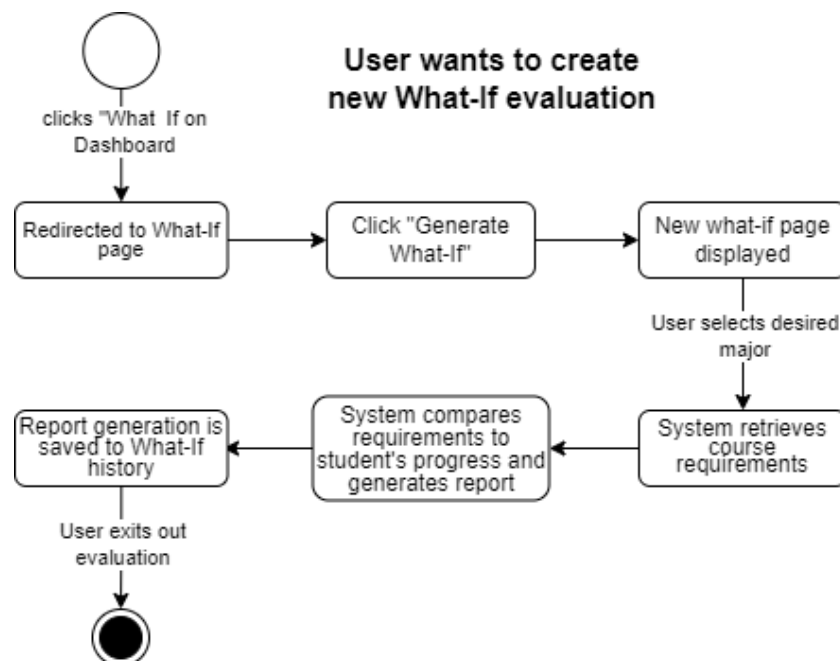 User wants to create
new What-If evaluation
clicks "What If on
Dashboard
Redirected to What-If
page
Click "Generate
What-If"
New what-if page
displayed
User selects desired
major
System retrieves
course
requirements
System compares
requirements to
student's progress and
generates report
Report generation is
saved to What-If
history
User exits out
evaluation